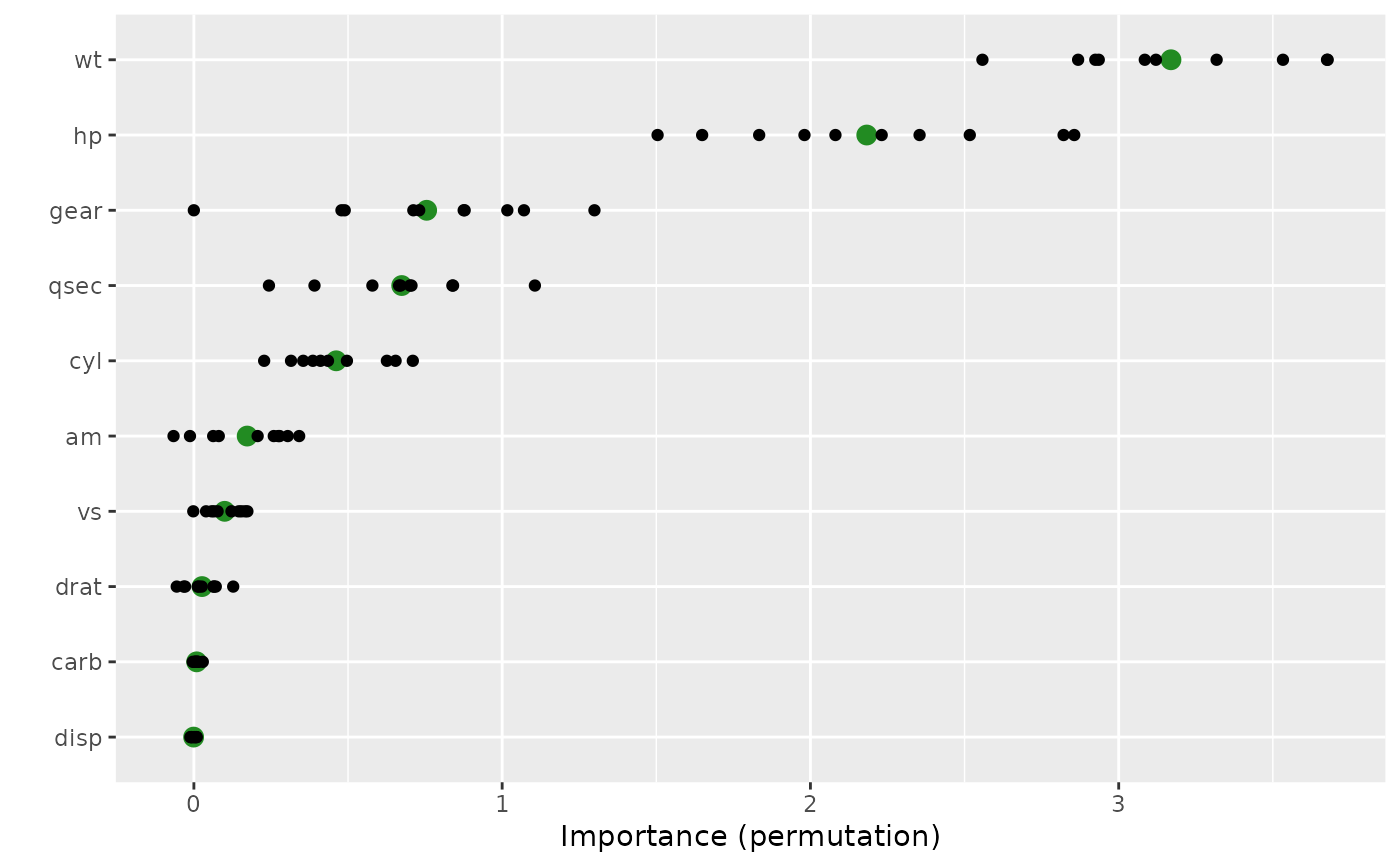 wt
hp
gear
qsec
cyl
am
vs
drat
carb
disp
0 1 2 3
Importance (permutation)